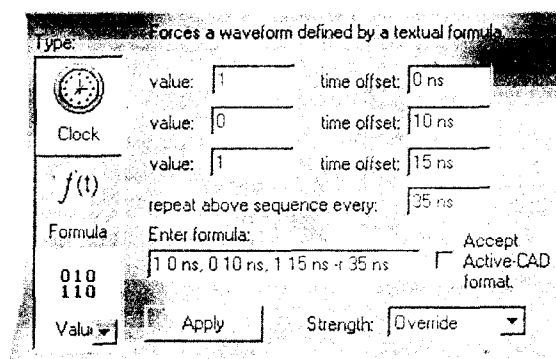 Type:
Forces a waveform defined by a textual formula.
value: 1 time offset: 0 ns
Clock
value: 0 time offset: 10 ns
value: 1 time offset: 15 ns
f(t)
repeat above sequence every: 35 ns
Formula
Enter formula:
1 0 ns, 0 10 ns, 1 15 ns -r 35 ns
Accept
Active-CAD
format.
010
110
Valu
Apply
Strength: Override